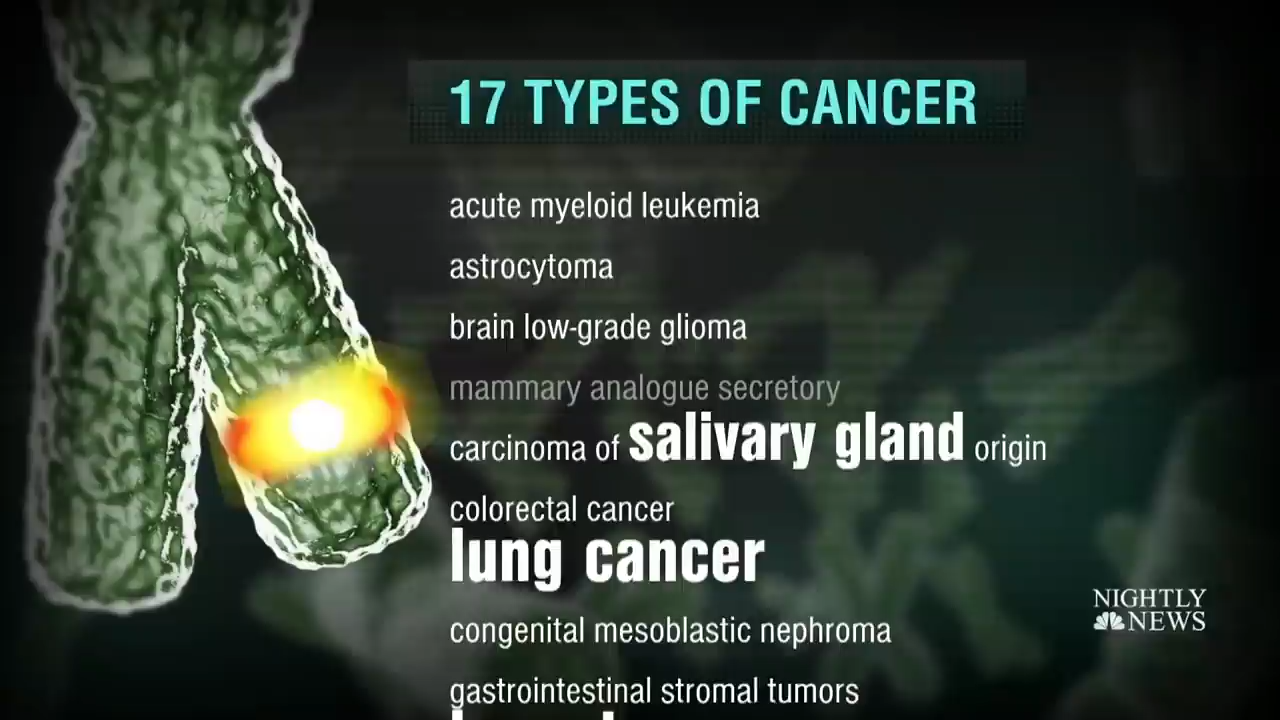 17 TYPES OF CANCER
acute myeloid leukemia
astrocytoma
brain low-grade glioma
mammary analogue secretory
carcinoma of salivary gland origin
colorectal cancer
lung cancer
congenital mesoblastic nephroma
gastrointestinal stromal tumors
NIGHTLY
NEWS